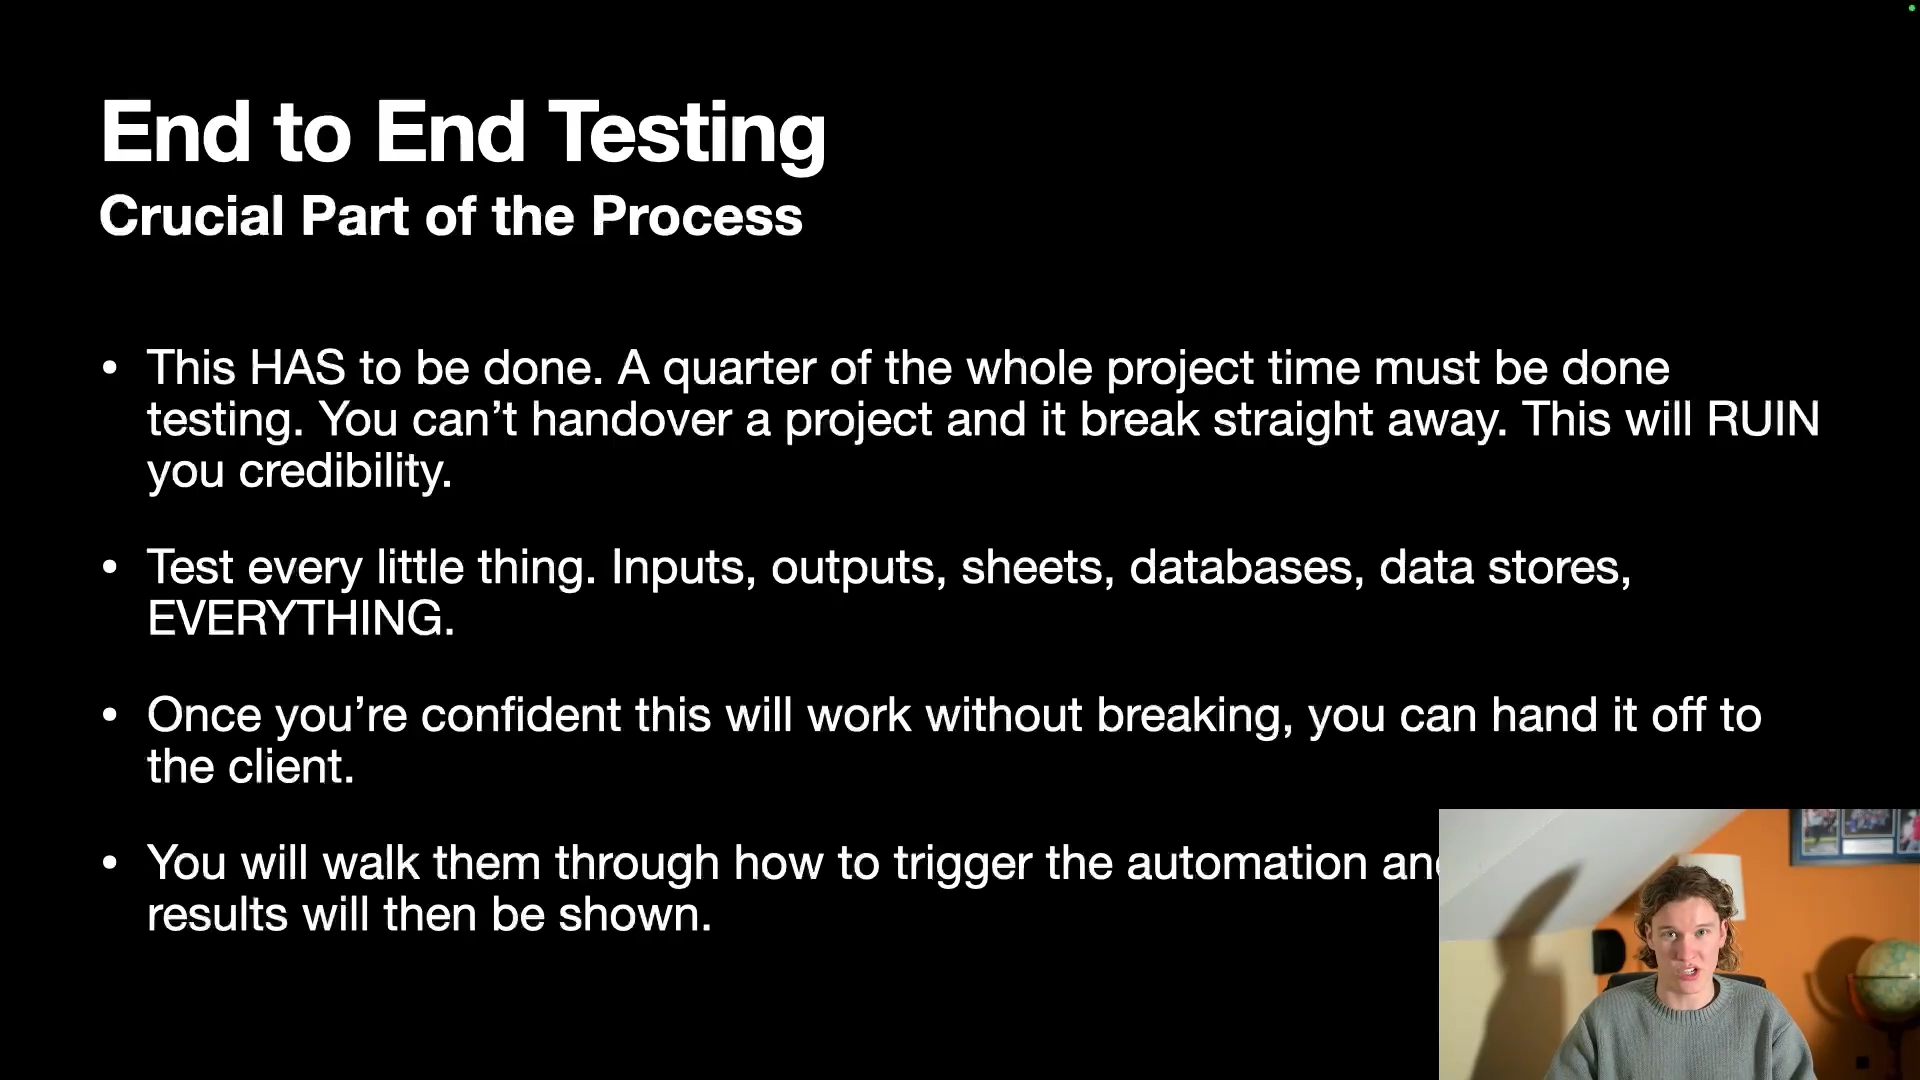 End to End Testing
Crucial Part of the Process
• This HAS to be done. A quarter of the whole project time must be done
testing. You can’t handover a project and it break straight away. This will RUIN
you credibility.
• Test every little thing. Inputs, outputs, sheets, databases, data stores,
EVERYTHING.
• Once you’re confident this will work without breaking, you can hand it off to
the client.
• You will walk them through how to trigger the automation
results will then be shown.